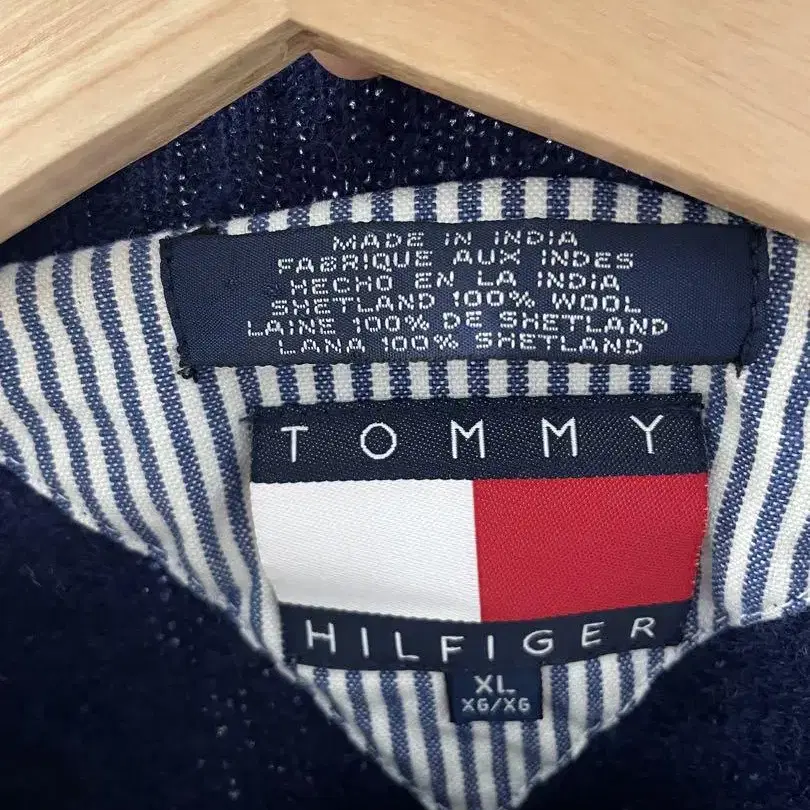 MADE IN INDIA
FABRIQUE AUX INDES
HECHO EN LA INDIA
SHETLAND 100% WOOL
LAINE 100% DE SHETLAND
LANA 100% SHETLAND
TOMMY
HILFIGER
XL
XG/XG